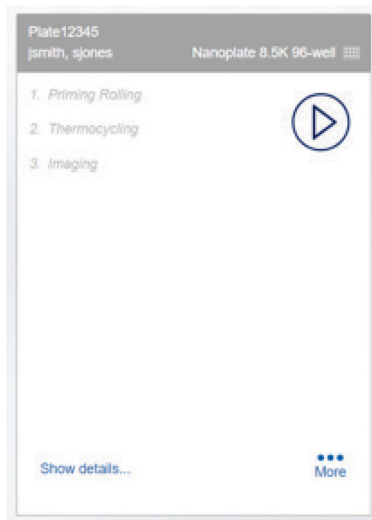 Plate12345
jsmith, sjones Nanoplate 8.5K 96-well
1. Priming Rolling
2. Thermocycling
3. Imaging
Show details... More